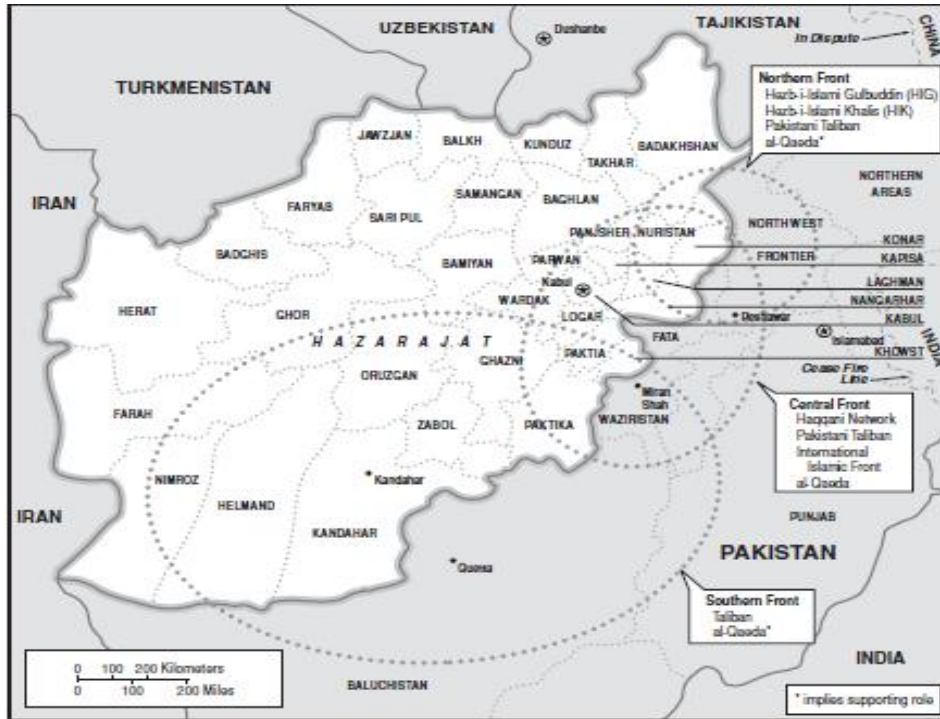 UZBEKISTAN
Dushanbe
TAJIKISTAN
CHINA
In Dispute
TURKMENISTAN
Northern Front
Hezb-i-Islami Gulbuddin (HIG)
Hezb-i-Islami Khalis (HIK)
Pakistani Taliban
al-Qaeda*
JAWZJAN
BALKH
KUNDUZ
TAKHAR
BADAKHSHAN
NORTHERN
AREAS
IRAN
FARYAB
SARI PUL
SAMANGAN
BAGHLAN
BADGHIS
PANJSHER
NURISTAN
NORTHWEST
FRONTIER
KONAR
KAPISA
LAGHMAN
NANGARHAR
KABUL
KHOWST
BAMIYAN
PARWAN
Kabul
WARDAK
LOGAR
HERAT
GHOR
HAZARAJAT
GHAZNI
PAKTIA
FATA
Peshawar
Islamabad
INDIA
Cease Fire
Line
ORUZGAN
Miran
Shah
WAZIRISTAN
Central Front
Haqqani Network
Pakistani Taliban
International
Islamic Front
al-Qaeda
FARAH
ZABOL
PAKTIKA
NIMROZ
HELMAND
Kandahar
KANDAHAR
IRAN
PUNJAB
PAKISTAN
Southern Front
Taliban
al-Qaeda*
0 100 200 Kilometers
0 100 200 Miles
BALUCHISTAN
INDIA
* implies supporting role